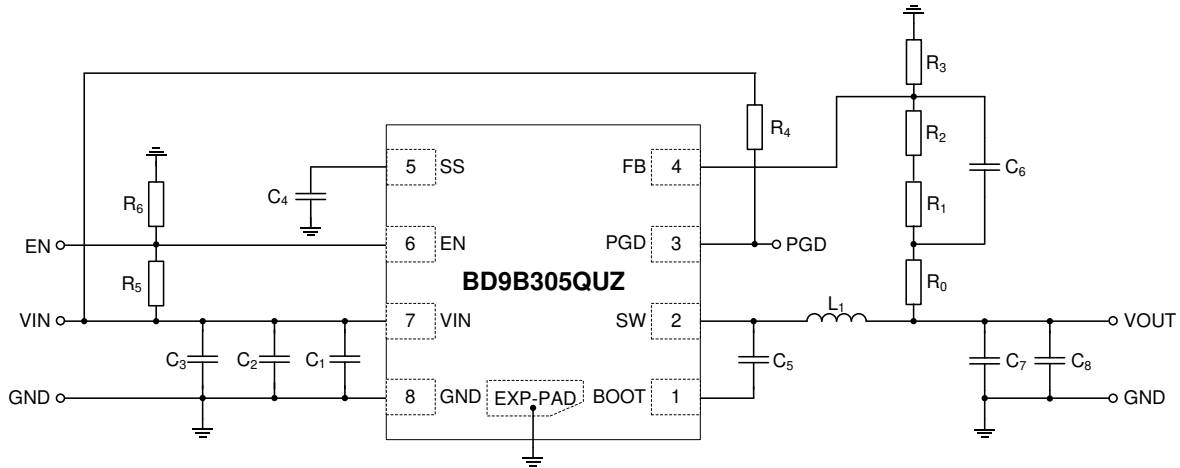 R3
R4
R2
5 SS
FB 4
C6
C4
R6
R1
EN
6 EN
PGD 3
PGD
BD9B305QUZ
R5
R0
L1
VIN
7 VIN
SW 2
VOUT
C3
C2
C1
C5
C7
C8
GND
8 GND
EXP-PAD
BOOT 1
GND